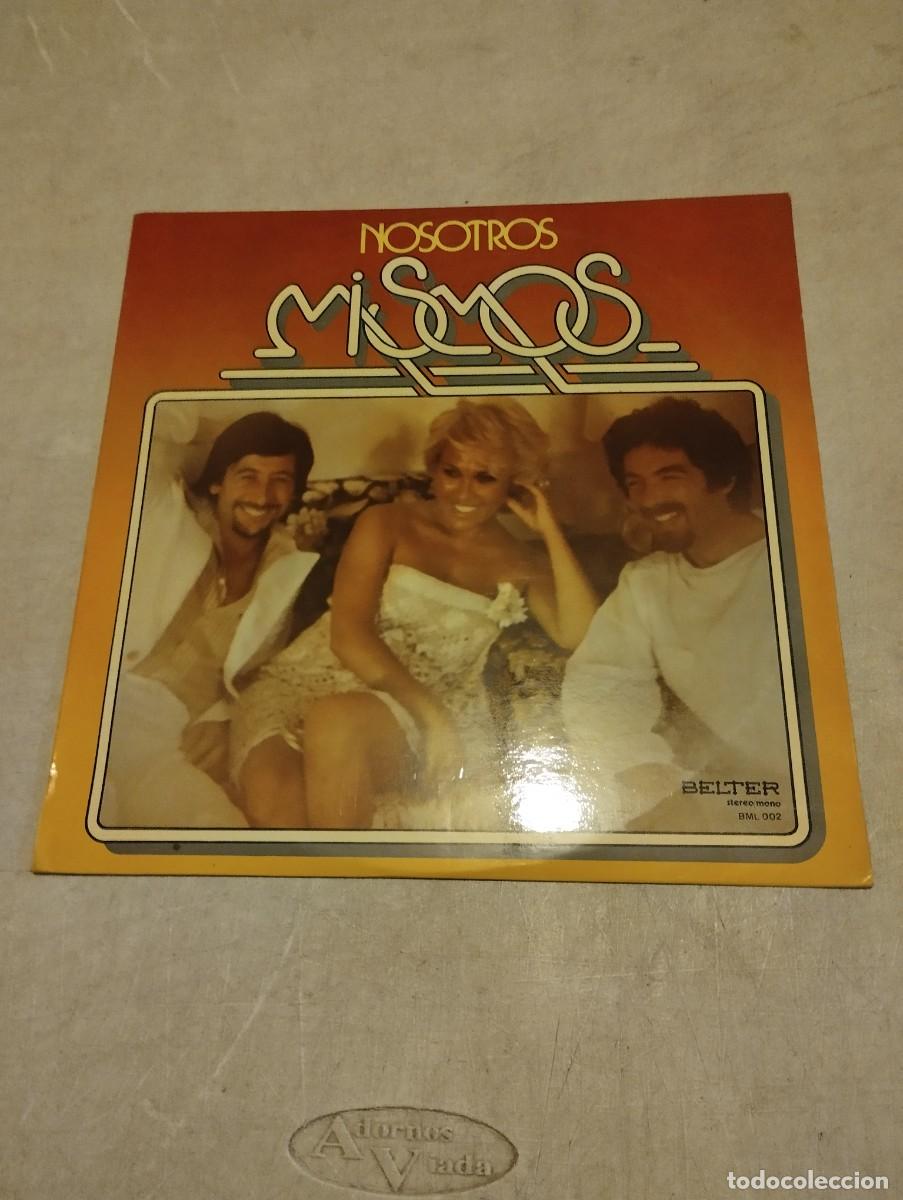 NOSOTROS
MISMOS
BELTER
stereo/mono
BML 002
Adornos
Viada
todocoleccion